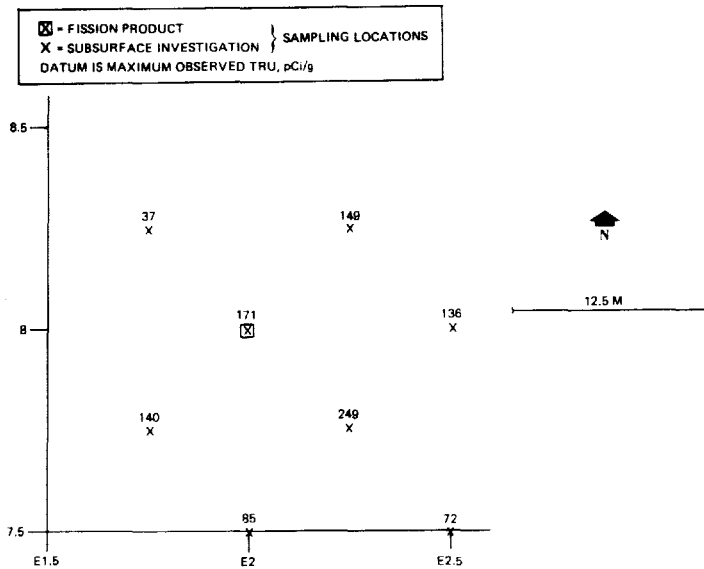 ☒ = FISSION PRODUCT
X = SUBSURFACE INVESTIGATION } SAMPLING LOCATIONS
DATUM IS MAXIMUM OBSERVED TRU, pCi/g
8.5
37 149
X X
N
12.5 M
171 136
8 ☒ X
140 249
X X
85 72
7.5 X X
E1.5 E2 E2.5